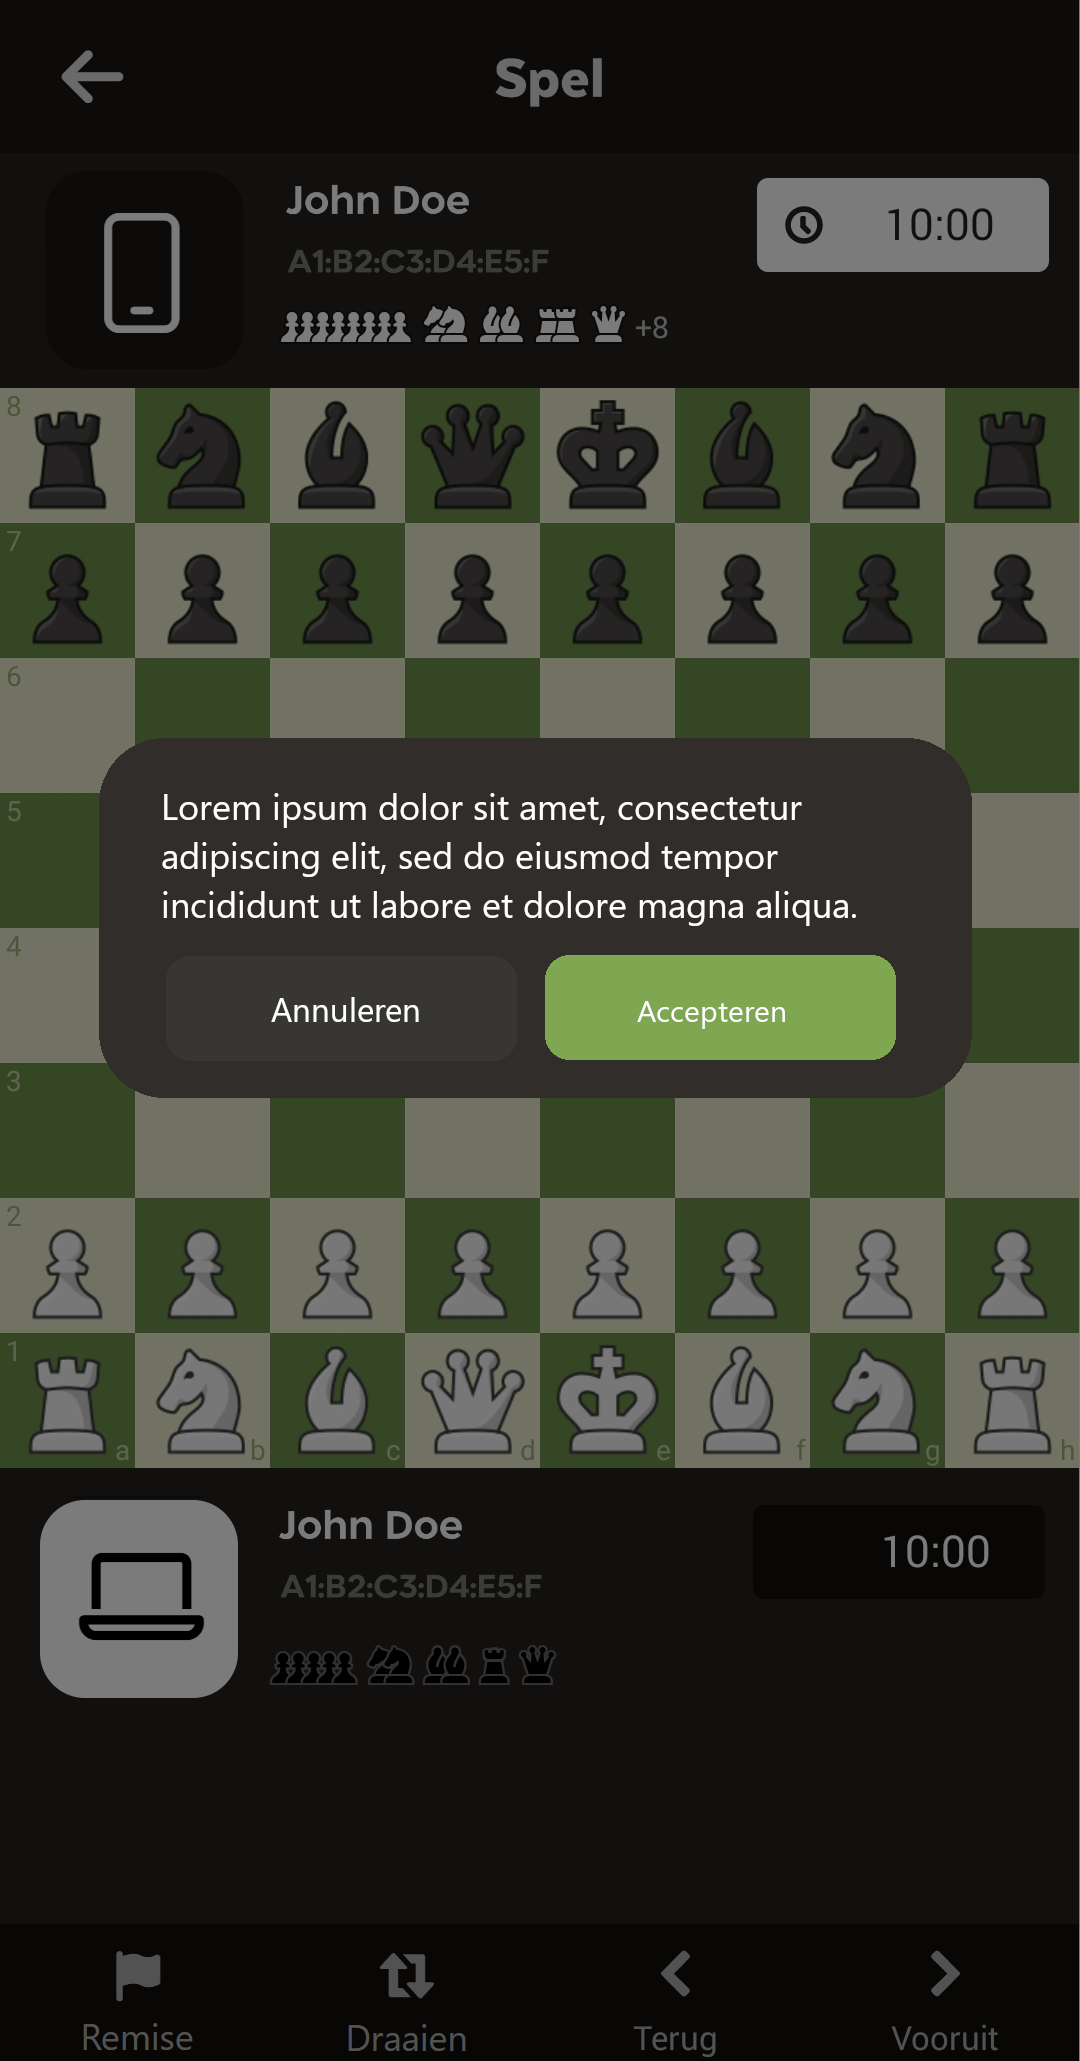 Spel
John Doe
10:00
A1:B2:C3:D4:E5:F
+8
8
7
6
5
Lorem ipsum dolor sit amet, consectetur
adipiscing elit, sed do eiusmod tempor
incididunt ut labore et dolore magna aliqua.
4
Annuleren
Accepteren
3
2
1
a b c d e f g h
John Doe
10:00
A1:B2:C3:D4:E5:F
Remise
Draaien
Terug
Vooruit